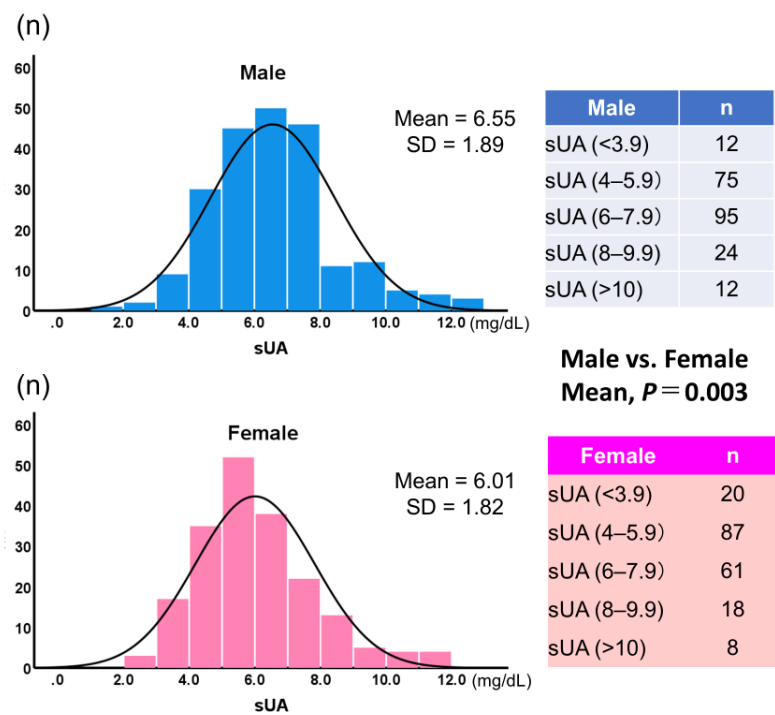 (n)
Male
60
50
40
30
20
10
0
.0 2.0 4.0 6.0 8.0 10.0 12.0 (mg/dL)
sUA
Mean = 6.55
SD = 1.89
Male n
sUA (<3.9) 12
sUA (4–5.9) 75
sUA (6–7.9) 95
sUA (8–9.9) 24
sUA (>10) 12
Male vs. Female
Mean, P＝0.003
(n)
Female
60
50
40
30
20
10
0
.0 2.0 4.0 6.0 8.0 10.0 12.0 (mg/dL)
sUA
Mean = 6.01
SD = 1.82
Female n
sUA (<3.9) 20
sUA (4–5.9) 87
sUA (6–7.9) 61
sUA (8–9.9) 18
sUA (>10) 8